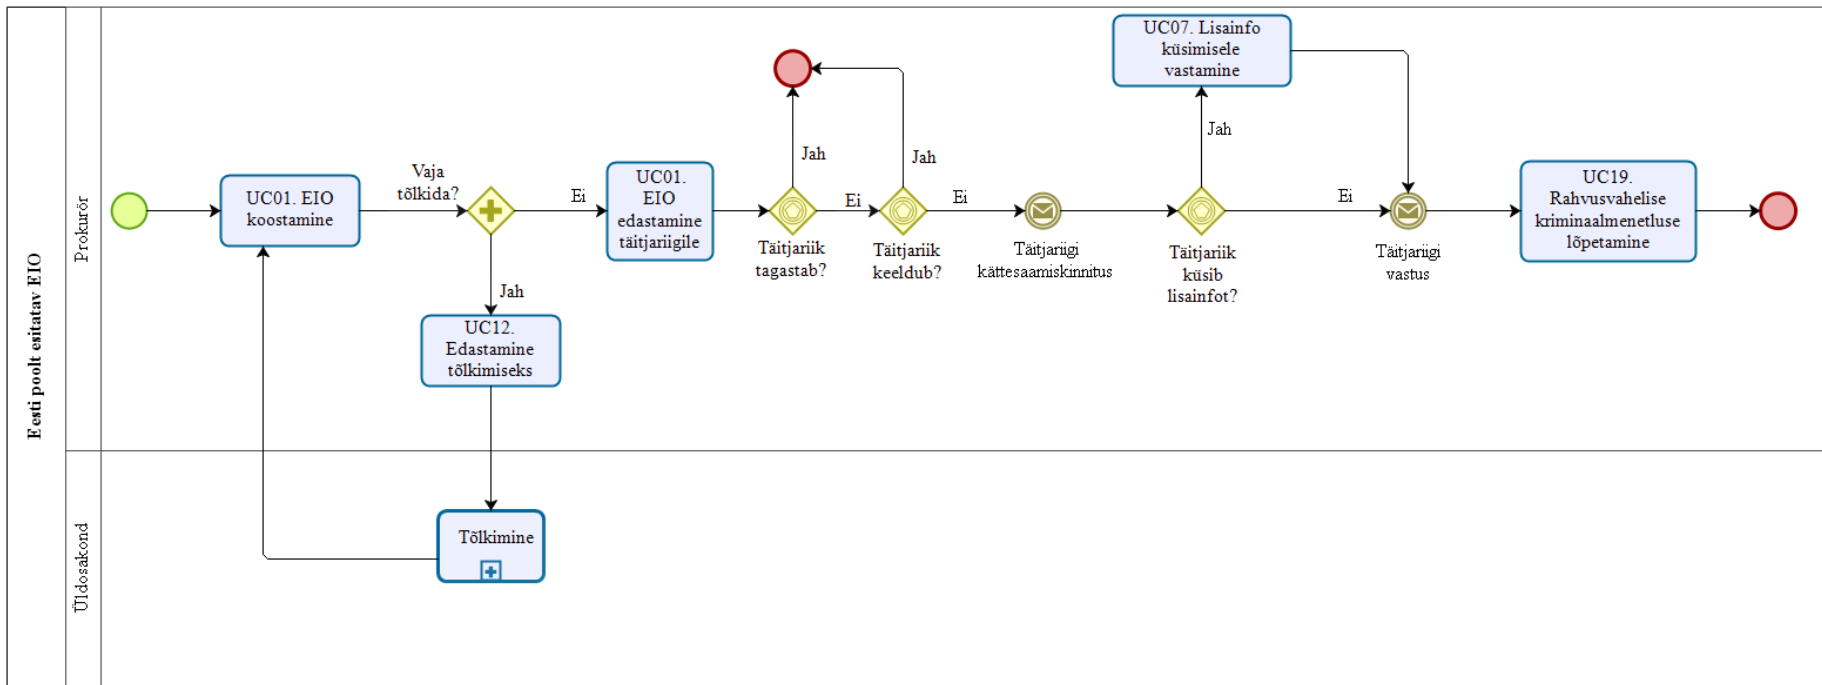 Eesti poolt esitatav EIO
Prokurör
UC01. EIO
koostamine
Vaja
tõlkida?
Ei
Jah
UC12.
Edastamine
tõlkimiseks
UC01.
EIO
edastamine
täitjariigile
Jah
Täitjariik
tagastab?
Ei
Jah
Täitjariik
keeldub?
Ei
Täitjariigi
kättesaamiskinnitus
UC07. Lisainfo
küsimisele
vastamine
Jah
Täitjariik
küsib
lisainfot?
Ei
Täitjariigi
vastus
UC19.
Rahvusvahelise
kriminaalmenetluse
lõpetamine
Üldosakond
Tõlkimine